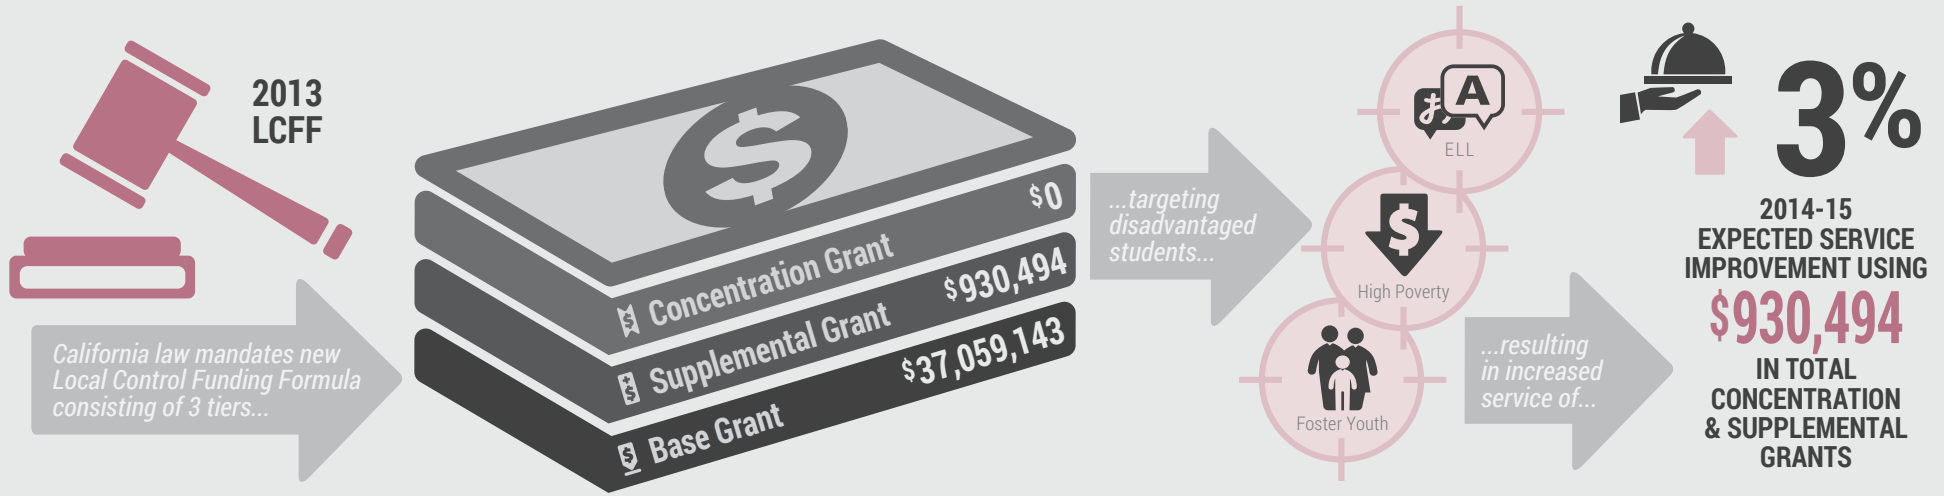 2013
LCFF
California law mandates new
Local Control Funding Formula
consisting of 3 tiers...
Concentration Grant $0
Supplemental Grant $930,494
Base Grant $37,059,143
...targeting
disadvantaged
students...
A
ELL
High Poverty
Foster Youth
...resulting
in increased
service of...
3%
2014-15
EXPECTED SERVICE
IMPROVEMENT USING
$930,494
IN TOTAL
CONCENTRATION
& SUPPLEMENTAL
GRANTS